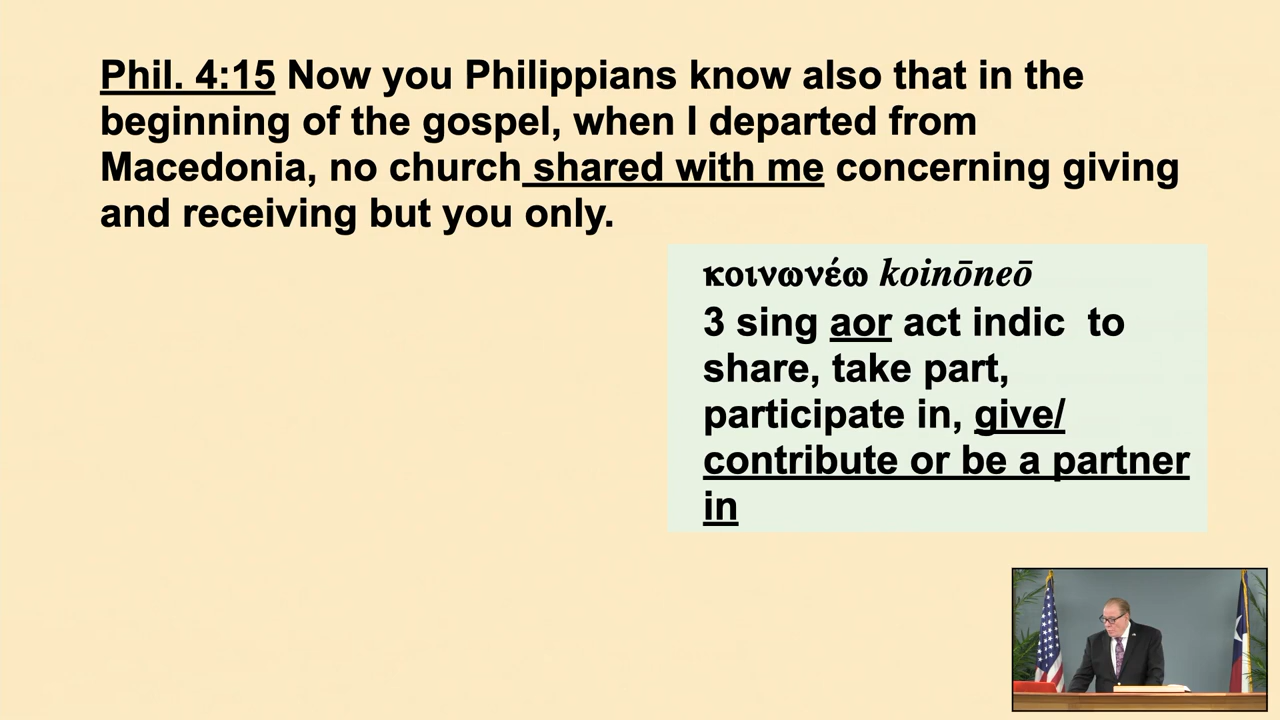 Phil. 4:15 Now you Philippians know also that in the
beginning of the gospel, when I departed from
Macedonia, no church shared with me concerning giving
and receiving but you only.
κοινωνέω koinōneō
3 sing aor act indic to
share, take part,
participate in, give/
contribute or be a partner
in